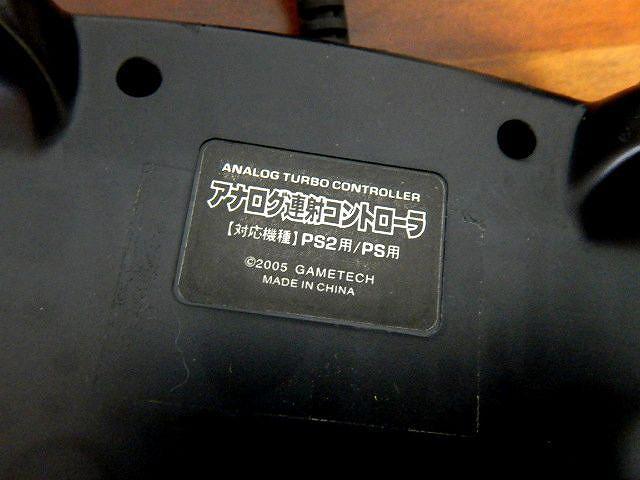 ANALOG TURBO CONTROLLER
アナログ連射コントローラ
【対応機種】PS2用/PS用
©2005 GAMETECH
MADE IN CHINA